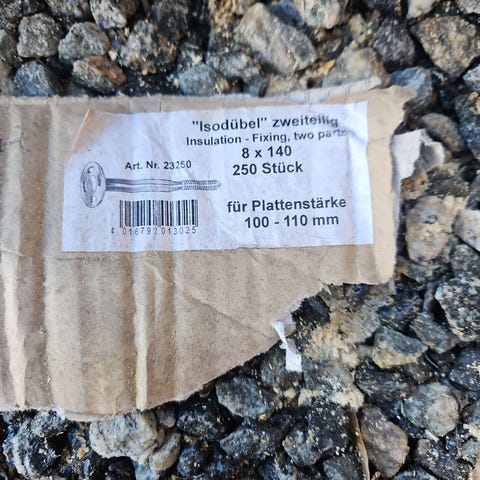 "Isodübel" zweiteilig
Insulation - Fixing, two parts
8 x 140
Art. Nr. 23250
250 Stück
für Plattenstärke
100 - 110 mm
4 016792 013025